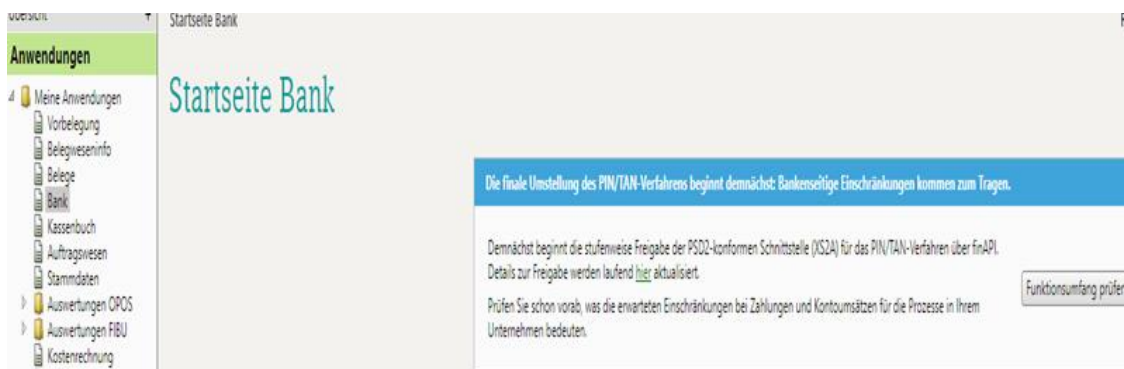 Übersicht
Startseite Bank
Anwendungen
Meine Anwendungen
Vorbelegung
Belegweseninfo
Belege
Bank
Kassenbuch
Auftragswesen
Stammdaten
Auswertungen OPOS
Auswertungen FIBU
Kostenrechnung
Startseite Bank
Die finale Umstellung des PIN/TAN-Verfahrens beginnt demnächst: Bankenseitige Einschränkungen kommen zum Tragen.
Demnächst beginnt die stufenweise Freigabe der PSD2-konformen Schnittstelle (XS2A) für das PIN/TAN-Verfahren über finAPI.
Details zur Freigabe werden laufend hier aktualisiert.
Prüfen Sie schon vorab, was die erwarteten Einschränkungen bei Zahlungen und Kontoumsätzen für die Prozesse in Ihrem
Unternehmen bedeuten.
Funktionsumfang prüfen